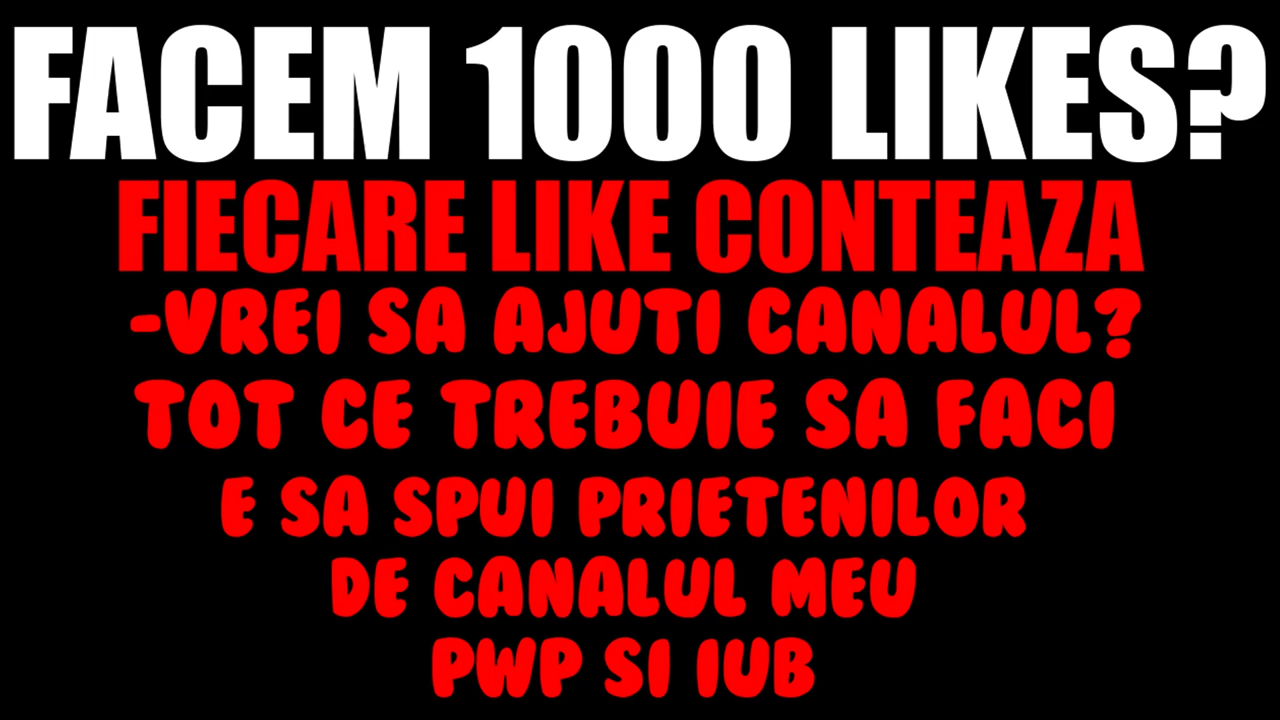 FACEM 1000 LIKES?
FIECARE LIKE CONTEAZA
-VREI SA AJUTI CANALUL?
TOT CE TREBUIE SA FACI
E SA SPUI PRIETENILOR
DE CANALUL MEU
PWP SI IUB